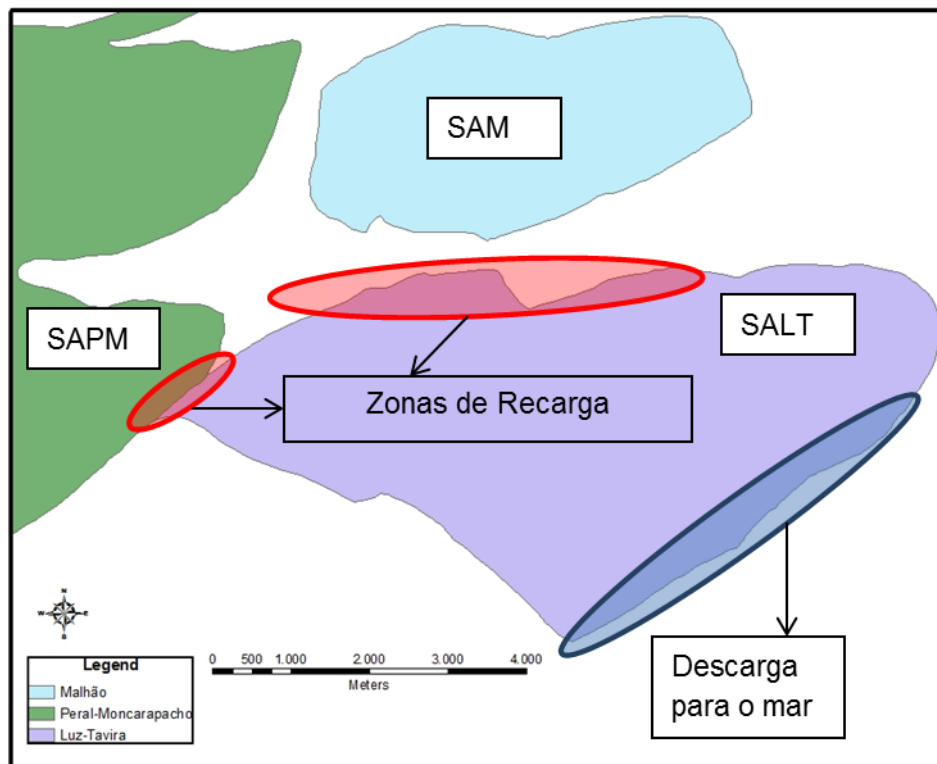 SAM
SAPM
SALT
Zonas de Recarga
N
W E
S
0 500 1.000 2.000 3.000 4.000
Meters
Legend
Malhão
Peral-Moncarapacho
Luz-Tavira
Descarga
para o mar